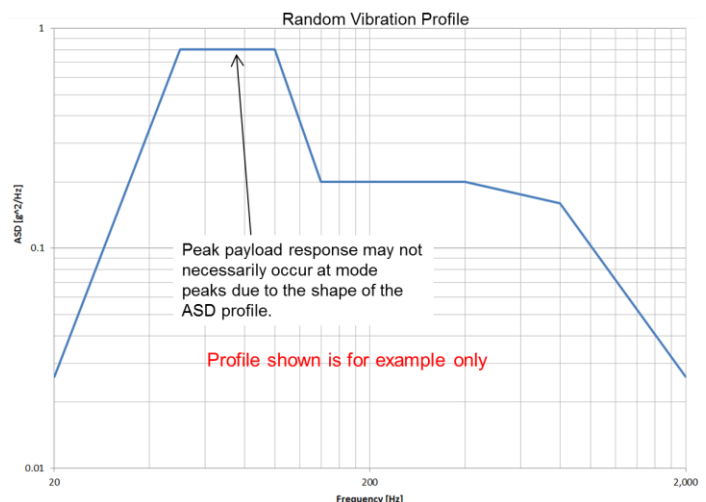 Random Vibration Profile
1
ASD [g^2/Hz]
Peak payload response may not
necessarily occur at mode
peaks due to the shape of the
ASD profile.
0.1
Profile shown is for example only
0.01
20
200
2,000
Frequency [Hz]